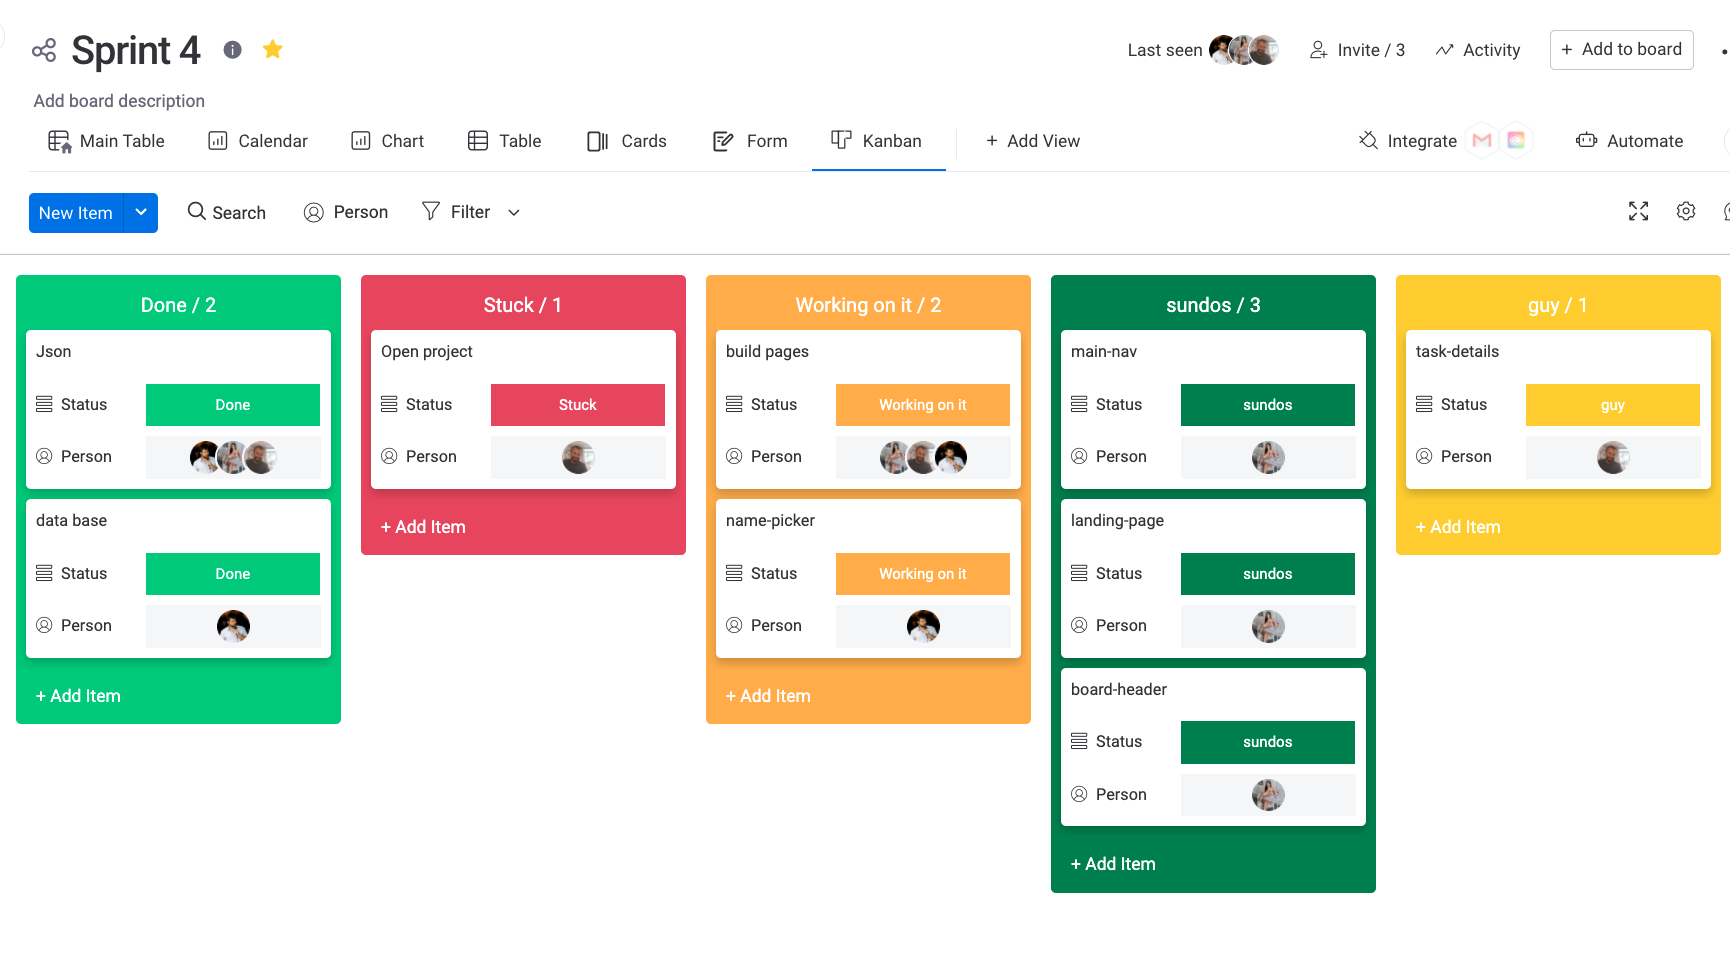 Sprint 4
Last seen
Invite / 3
Activity
+ Add to board
Add board description
Main Table
Calendar
Chart
Table
Cards
Form
Kanban
+ Add View
Integrate
Automate
New Item
Search
Person
Filter
Done / 2
Json
Status
Done
Person
data base
Status
Done
Person
+ Add Item
Stuck / 1
Open project
Status
Stuck
Person
+ Add Item
Working on it / 2
build pages
Status
Working on it
Person
name-picker
Status
Working on it
Person
+ Add Item
sundos / 3
main-nav
Status
sundos
Person
landing-page
Status
sundos
Person
board-header
Status
sundos
Person
+ Add Item
guy / 1
task-details
Status
guy
Person
+ Add Item